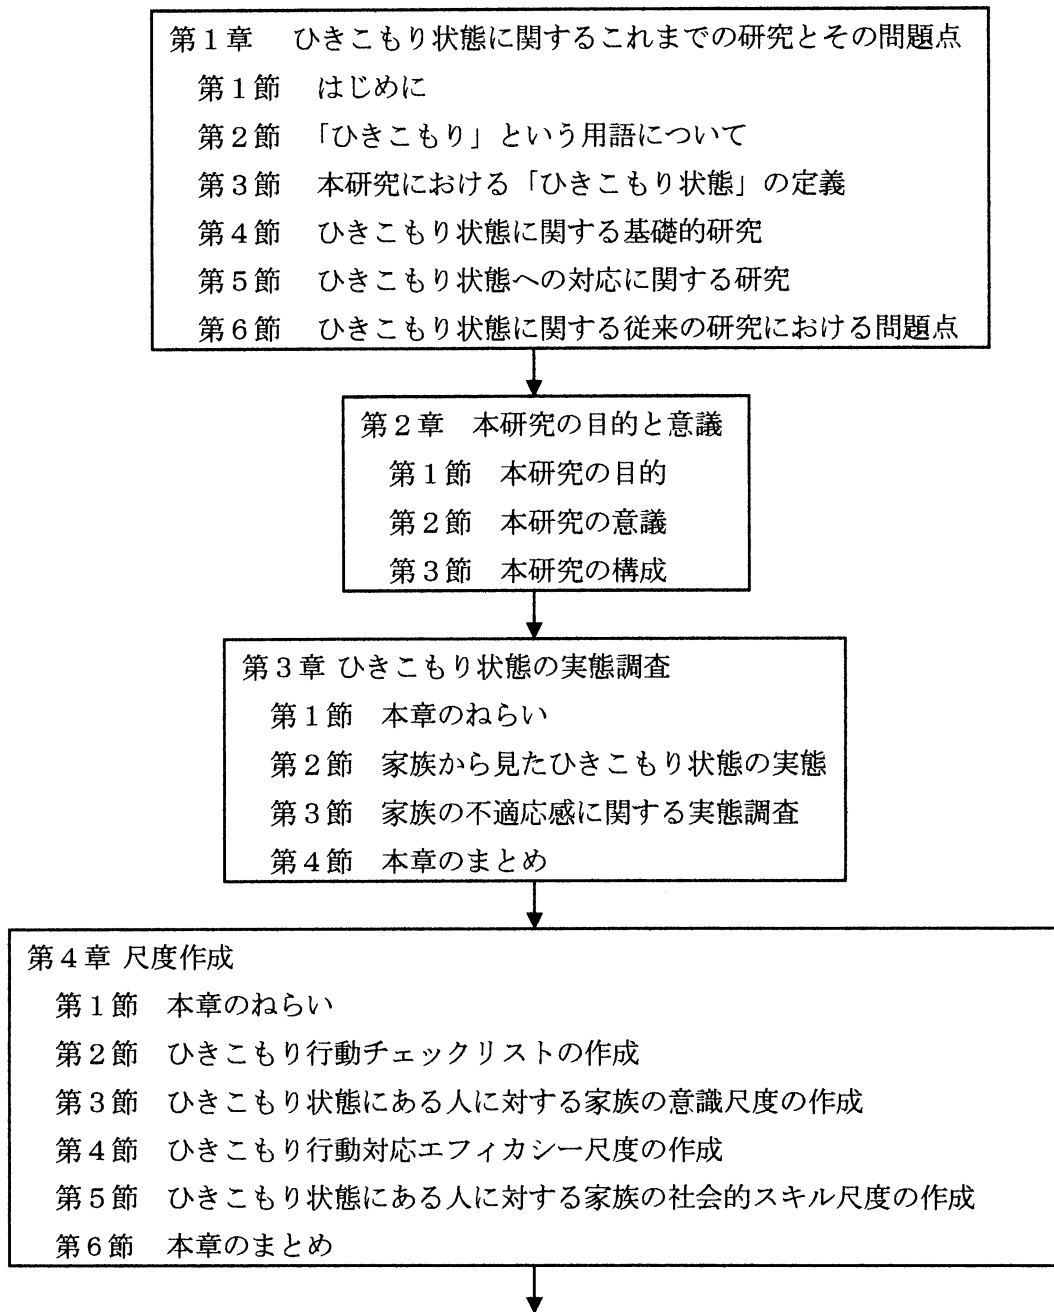 第１章　ひきこもり状態に関するこれまでの研究とその問題点
第１節　はじめに
第２節　「ひきこもり」という用語について
第３節　本研究における「ひきこもり状態」の定義
第４節　ひきこもり状態に関する基礎的研究
第５節　ひきこもり状態への対応に関する研究
第６節　ひきこもり状態に関する従来の研究における問題点
第２章　本研究の目的と意義
第１節　本研究の目的
第２節　本研究の意義
第３節　本研究の構成
第３章 ひきこもり状態の実態調査
第１節　本章のねらい
第２節　家族から見たひきこもり状態の実態
第３節　家族の不適応感に関する実態調査
第４節　本章のまとめ
第４章 尺度作成
第１節　本章のねらい
第２節　ひきこもり行動チェックリストの作成
第３節　ひきこもり状態にある人に対する家族の意識尺度の作成
第４節　ひきこもり行動対応エフィカシー尺度の作成
第５節　ひきこもり状態にある人に対する家族の社会的スキル尺度の作成
第６節　本章のまとめ